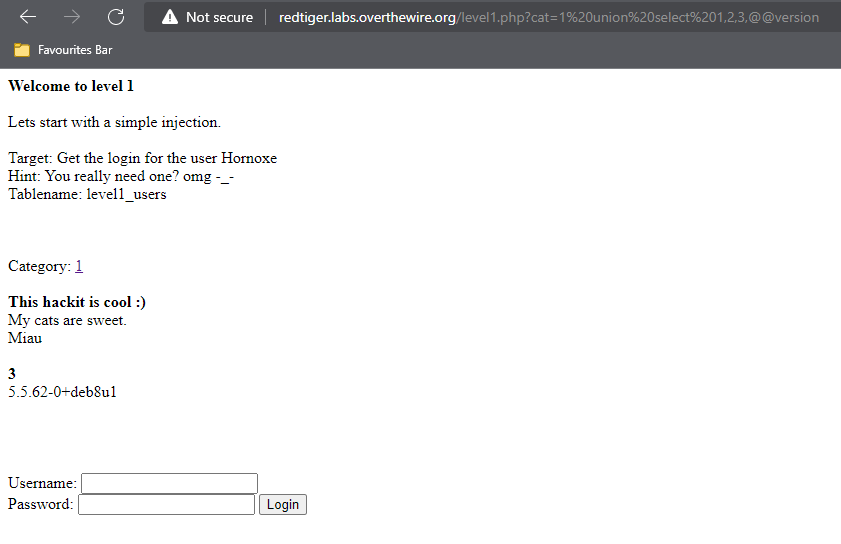 Not secure | redtiger.labs.overthewire.org/level1.php?cat=1%20union%20select%201,2,3,@@version
Favourites Bar
Welcome to level 1
Lets start with a simple injection.
Target: Get the login for the user Hornoxe
Hint: You really need one? omg -_-
Tablename: level1_users
Category: 1
This hackit is cool :)
My cats are sweet.
Miau
3
5.5.62-0+deb8u1
Username:
Password: Login